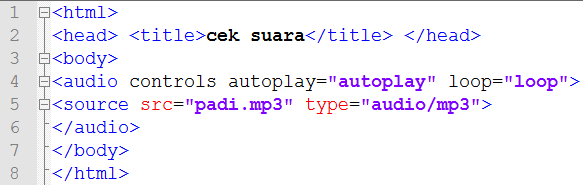 1 <html>
2 <head> <title>cek suara</title> </head>
3 <body>
4 <audio controls autoplay="autoplay" loop="loop">
5 <source src="padi.mp3" type="audio/mp3">
6 </audio>
7 </body>
8 </html>